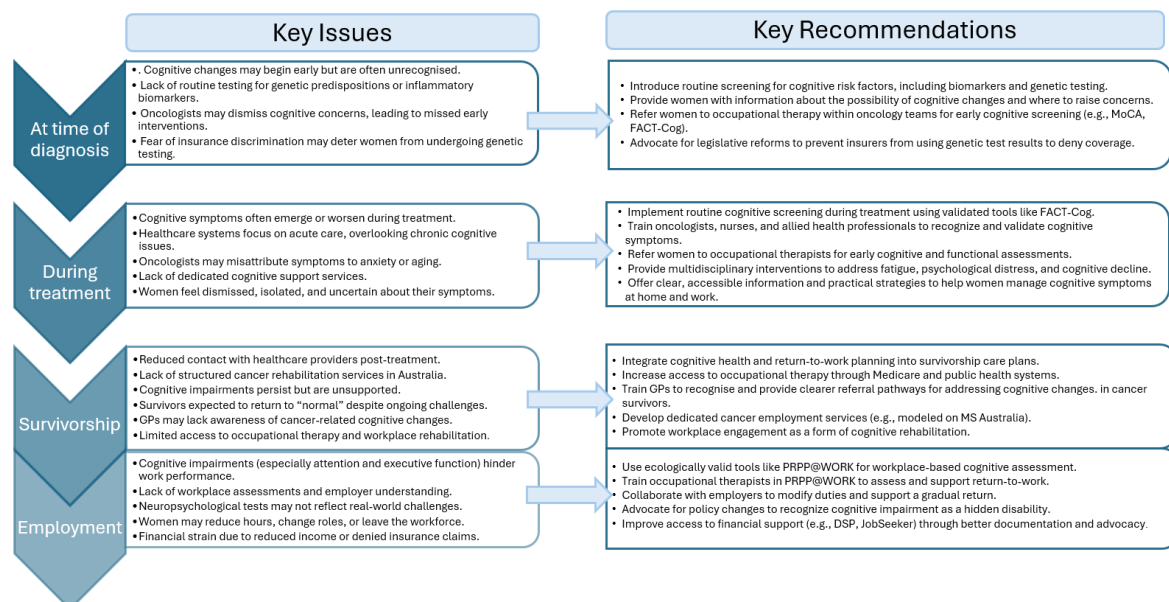 Key Issues
Key Recommendations
At time of
diagnosis
•. Cognitive changes may begin early but are often unrecognised.
•Lack of routine testing for genetic predispositions or inflammatory
biomarkers.
•Oncologists may dismiss cognitive concerns, leading to missed early
interventions.
•Fear of insurance discrimination may deter women from undergoing genetic
testing.
• Introduce routine screening for cognitive risk factors, including biomarkers and genetic testing.
• Provide women with information about the possibility of cognitive changes and where to raise concerns.
• Refer women to occupational therapy within oncology teams for early cognitive screening (e.g., MoCA,
FACT-Cog).
• Advocate for legislative reforms to prevent insurers from using genetic test results to deny coverage.
During
treatment
•Cognitive symptoms often emerge or worsen during treatment.
•Healthcare systems focus on acute care, overlooking chronic cognitive
issues.
•Oncologists may misattribute symptoms to anxiety or aging.
•Lack of dedicated cognitive support services.
•Women feel dismissed, isolated, and uncertain about their symptoms.
• Implement routine cognitive screening during treatment using validated tools like FACT-Cog.
• Train oncologists, nurses, and allied health professionals to recognize and validate cognitive
symptoms.
• Refer women to occupational therapists for early cognitive and functional assessments.
• Provide multidisciplinary interventions to address fatigue, psychological distress, and cognitive decline.
• Offer clear, accessible information and practical strategies to help women manage cognitive symptoms
at home and work.
Survivorship
•Reduced contact with healthcare providers post-treatment.
•Lack of structured cancer rehabilitation services in Australia.
•Cognitive impairments persist but are unsupported.
•Survivors expected to return to “normal” despite ongoing challenges.
•GPs may lack awareness of cancer-related cognitive changes.
•Limited access to occupational therapy and workplace rehabilitation.
• Integrate cognitive health and return-to-work planning into survivorship care plans.
• Increase access to occupational therapy through Medicare and public health systems.
• Train GPs to recognise and provide clearer referral pathways for addressing cognitive changes. in cancer
survivors.
• Develop dedicated cancer employment services (e.g., modeled on MS Australia).
• Promote workplace engagement as a form of cognitive rehabilitation.
Employment
•Cognitive impairments (especially attention and executive function) hinder
work performance.
•Lack of workplace assessments and employer understanding.
•Neuropsychological tests may not reflect real-world challenges.
•Women may reduce hours, change roles, or leave the workforce.
•Financial strain due to reduced income or denied insurance claims.
• Use ecologically valid tools like PRPP@WORK for workplace-based cognitive assessment.
• Train occupational therapists in PRPP@WORK to assess and support return-to-work.
• Collaborate with employers to modify duties and support a gradual return.
• Advocate for policy changes to recognize cognitive impairment as a hidden disability.
• Improve access to financial support (e.g., DSP, JobSeeker) through better documentation and advocacy.